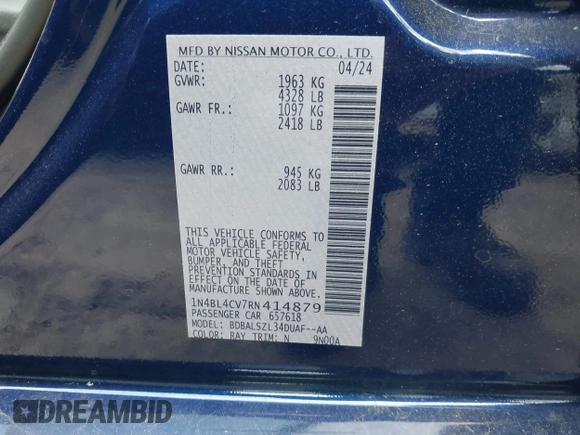 MFD BY NISSAN MOTOR CO., LTD.
DATE: 04/24
GVWR: 1963 KG
4328 LB
GAWR FR.: 1097 KG
2418 LB
GAWR RR.: 945 KG
2083 LB
THIS VEHICLE CONFORMS TO
ALL APPLICABLE FEDERAL
MOTOR VEHICLE SAFETY,
BUMPER, AND THEFT
PREVENTION STANDARDS IN
EFFECT ON THE DATE OF
MANUFACTURE SHOWN ABOVE.
1N4BL4CV7RN414879
PASSENGER CAR 657618
MODEL: BDBALSZL34DUAF--AA
COLOR: RAY TRIM: N 9N00A
DREAMBID